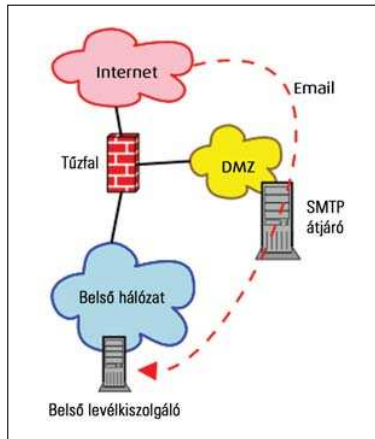 Internet
Email
Tűzfal
DMZ
SMTP
átjáró
Belső hálózat
Belső levélkiszolgáló